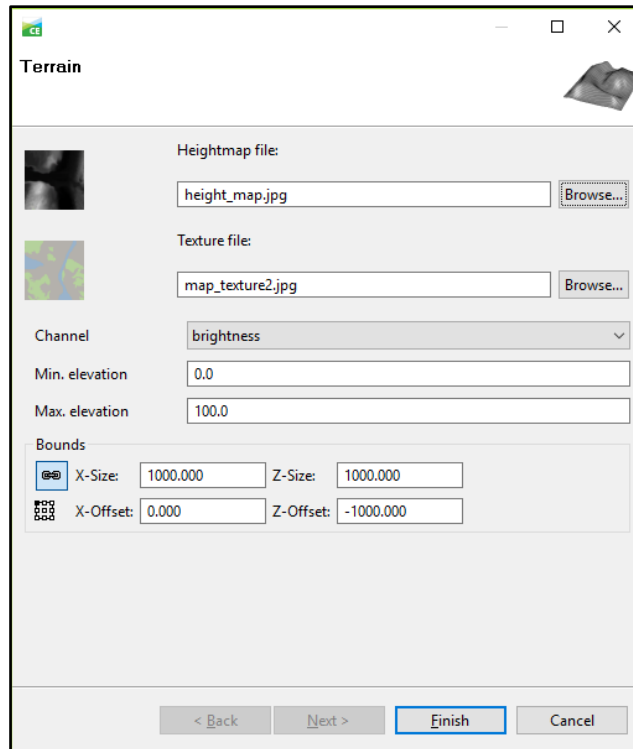 CE
Terrain
Heightmap file:
height_map.jpg Browse...
Texture file:
map_texture2.jpg Browse...
Channel brightness
Min. elevation 0.0
Max. elevation 100.0
Bounds
X-Size: 1000.000 Z-Size: 1000.000
X-Offset: 0.000 Z-Offset: -1000.000
< Back Next > Finish Cancel